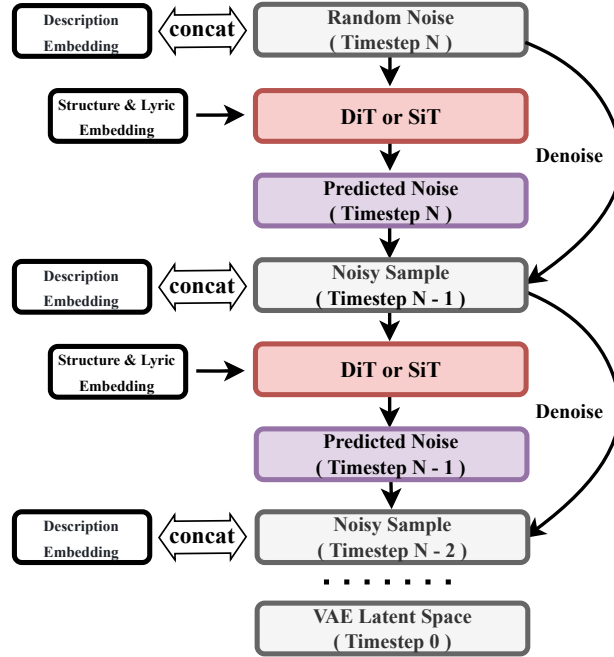 Description
Embedding
concat
Random Noise
( Timestep N )
Structure & Lyric
Embedding
DiT or SiT
Denoise
Predicted Noise
( Timestep N )
Description
Embedding
concat
Noisy Sample
( Timestep N - 1 )
Structure & Lyric
Embedding
DiT or SiT
Denoise
Predicted Noise
( Timestep N - 1 )
Description
Embedding
concat
Noisy Sample
( Timestep N - 2 )
. . . . . . .
VAE Latent Space
( Timestep 0 )